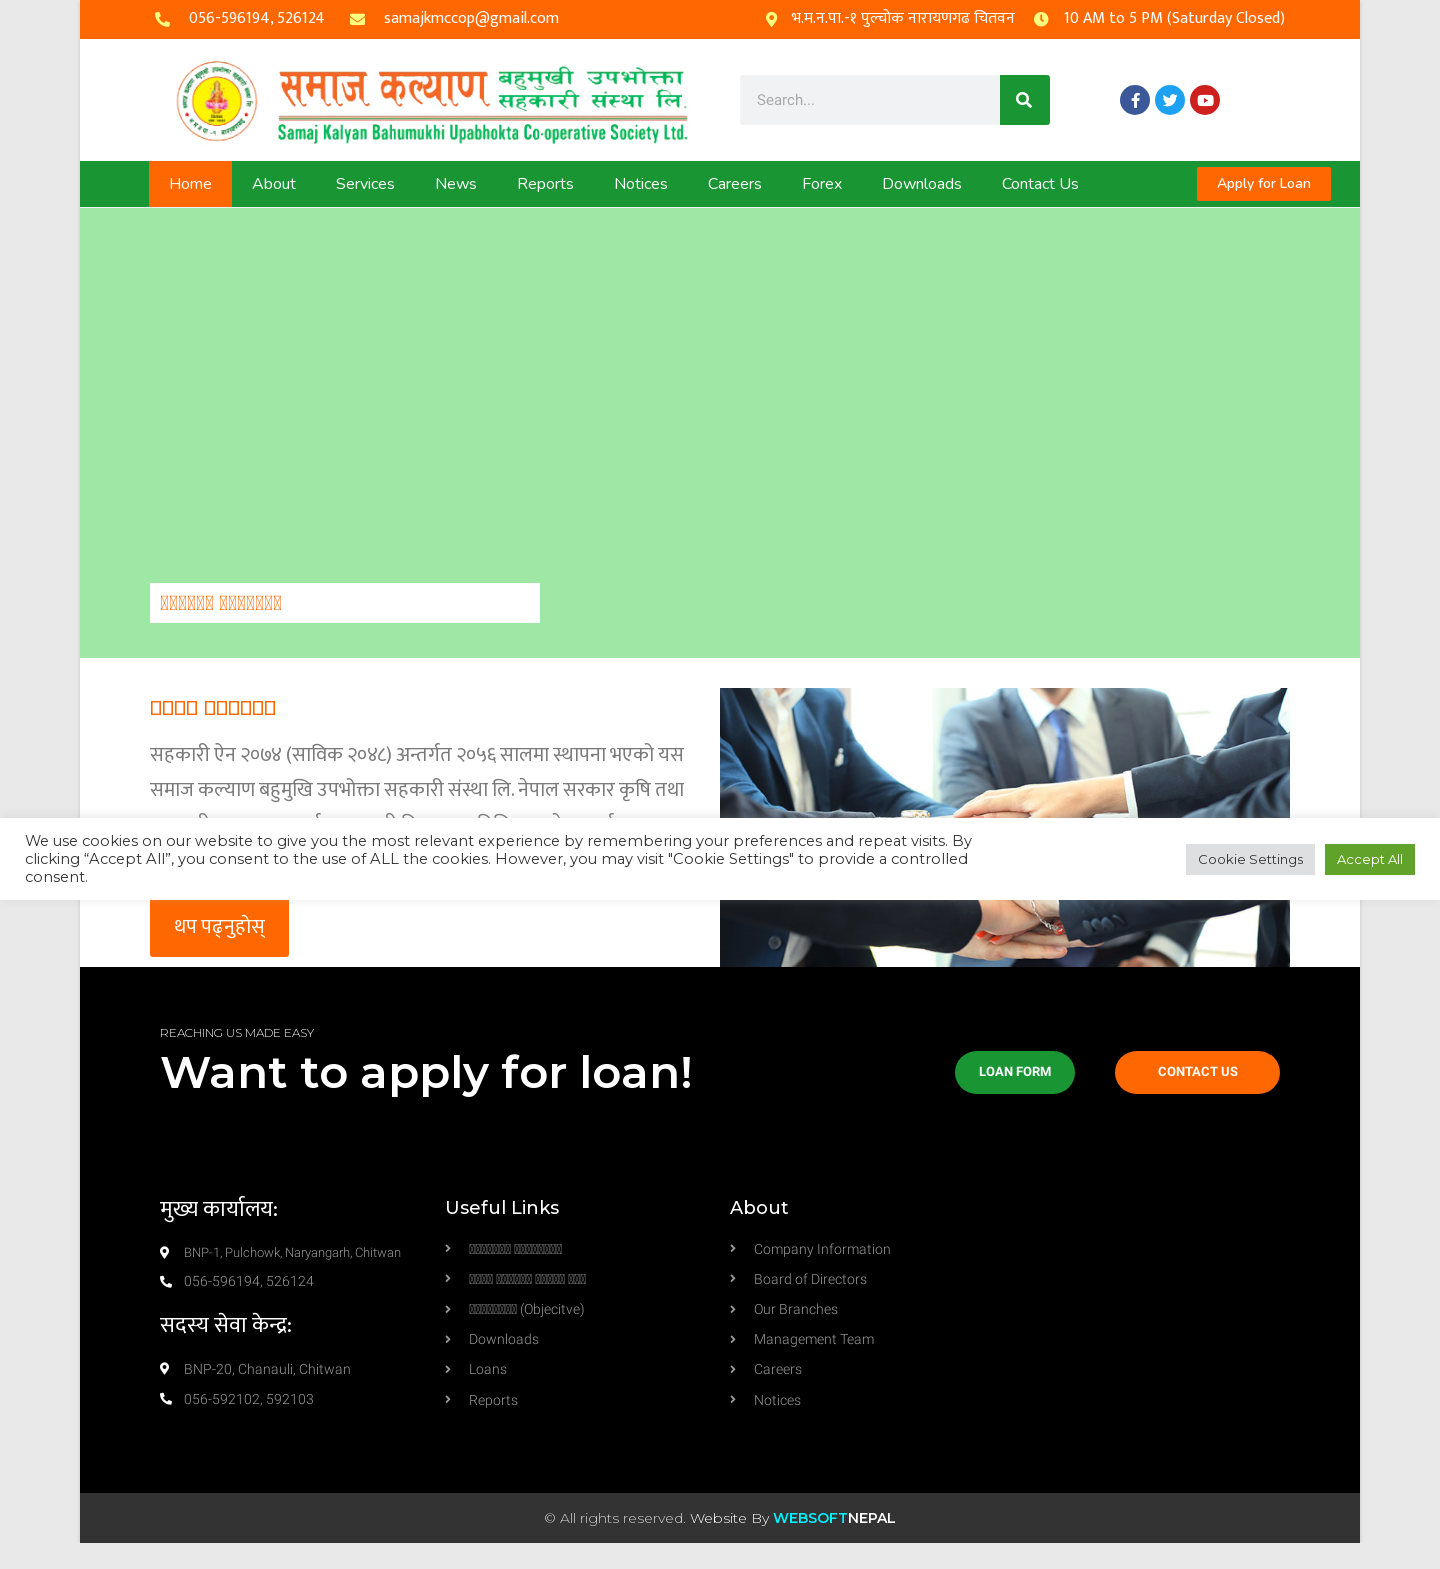 056-596194, 526124
samajkmccop@gmail.com
भ.म.न.पा.-१ पुल्चोक नारायणगढ चितवन
10 AM to 5 PM (Saturday Closed)
समाज कल्याण बहुमुखी उपभोक्ता
सहकारी संस्था लि.
Samaj Kalyan Bahumukhi Upabhokta Co-operative Society Ltd.
Search...
Home
About
Services
News
Reports
Notices
Careers
Forex
Downloads
Contact Us
Apply for Loan
सहकारी ऐन २०७४ (साविक २०४८) अन्तर्गत २०५६ सालमा स्थापना भएको यस
समाज कल्याण बहुमुखि उपभोक्ता सहकारी संस्था लि. नेपाल सरकार कृषि तथा
We use cookies on our website to give you the most relevant experience by remembering your preferences and repeat visits. By
clicking “Accept All”, you consent to the use of ALL the cookies. However, you may visit "Cookie Settings" to provide a controlled
consent.
Cookie Settings
Accept All
थप पढ्नुहोस्
REACHING US MADE EASY
Want to apply for loan!
LOAN FORM
CONTACT US
मुख्य कार्यालय:
BNP-1, Pulchowk, Naryangarh, Chitwan
056-596194, 526124
सदस्य सेवा केन्द्र:
BNP-20, Chanauli, Chitwan
056-592102, 592103
Useful Links
(Objecitve)
Downloads
Loans
Reports
About
Company Information
Board of Directors
Our Branches
Management Team
Careers
Notices
© All rights reserved. Website By WEBSOFTNEPAL